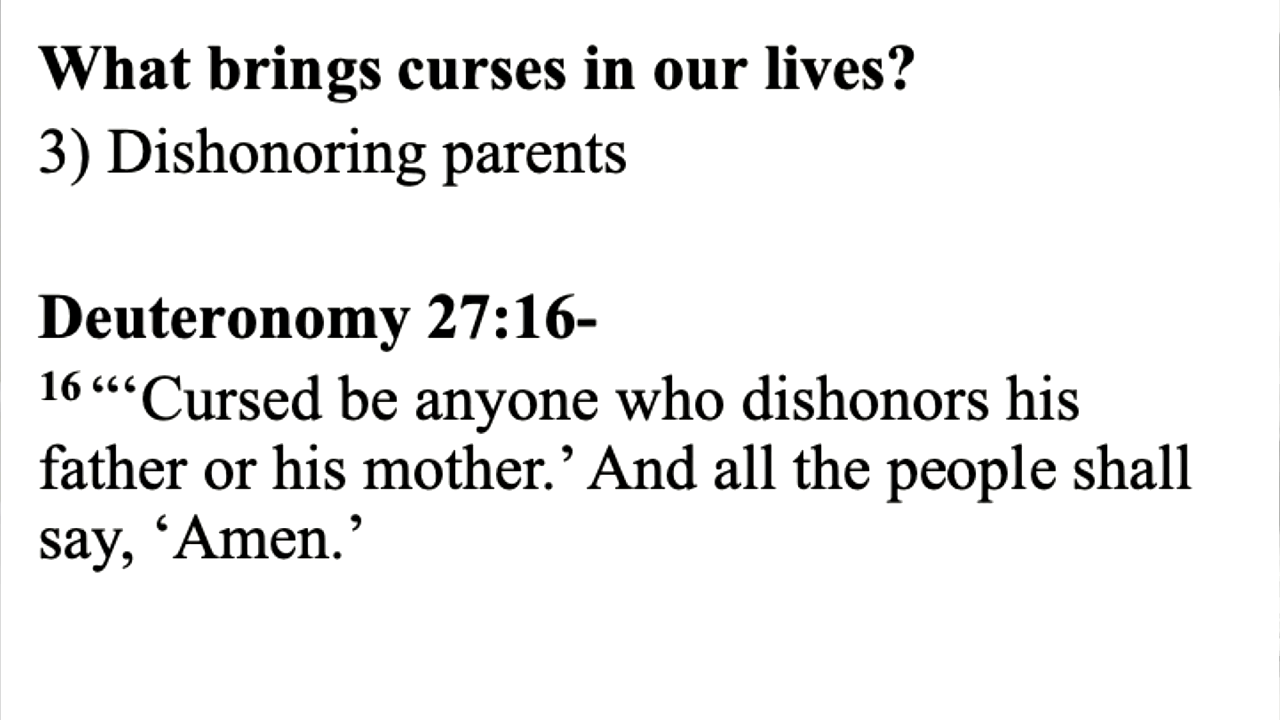 What brings curses in our lives?
3) Dishonoring parents
Deuteronomy 27:16-
16 “‘‘Cursed be anyone who dishonors his
father or his mother.’ And all the people shall
say, ‘Amen.’